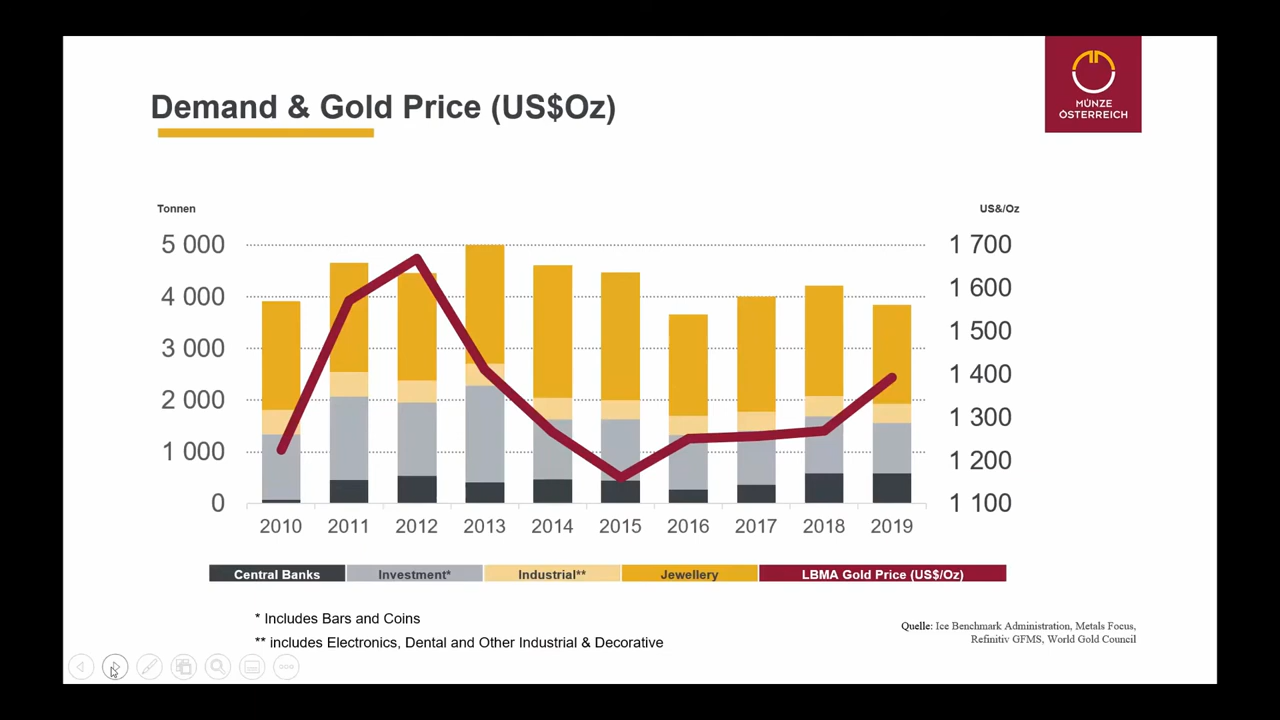 MÜNZE
ÖSTERREICH
Demand & Gold Price (US$Oz)
Tonnen
US&/Oz
5 000
4 000
3 000
2 000
1 000
0
1 700
1 600
1 500
1 400
1 300
1 200
1 100
2010 2011 2012 2013 2014 2015 2016 2017 2018 2019
Central Banks Investment* Industrial** Jewellery LBMA Gold Price (US$/Oz)
* Includes Bars and Coins
** includes Electronics, Dental and Other Industrial & Decorative
Quelle: Ice Benchmark Administration, Metals Focus,
Refinitiv GFMS, World Gold Council